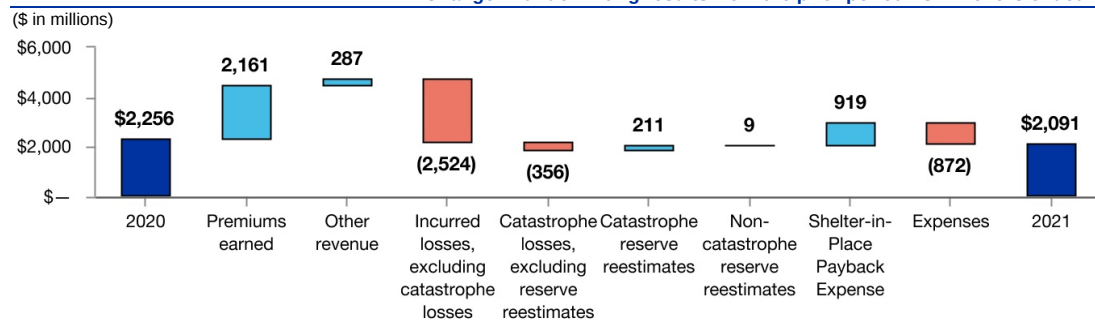 ($ in millions)
$6,000
$4,000
$2,000
$—
$2,256
2,161
287
(2,524)
(356)
211
9
919
(872)
$2,091
2020
Premiums
earned
Other
revenue
Incurred
losses,
excluding
catastrophe
losses
Catastrophe
losses,
excluding
reserve
reestimates
Catastrophe
reserve
reestimates
Non-
catastrophe
reserve
reestimates
Shelter-in-
Place
Payback
Expense
Expenses
2021